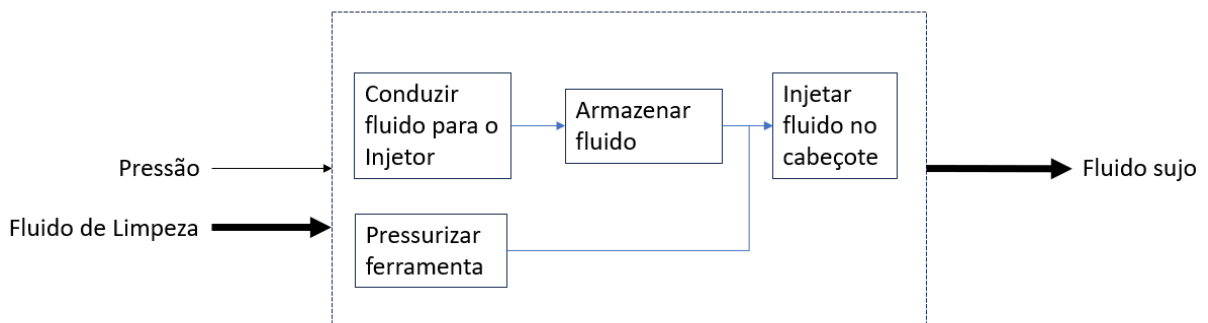 Conduzir
fluido para o
Injetor
Armazenar
fluido
Injetar
fluido no
cabeçote
Pressão
Fluido sujo
Fluido de Limpeza
Pressurizar
ferramenta